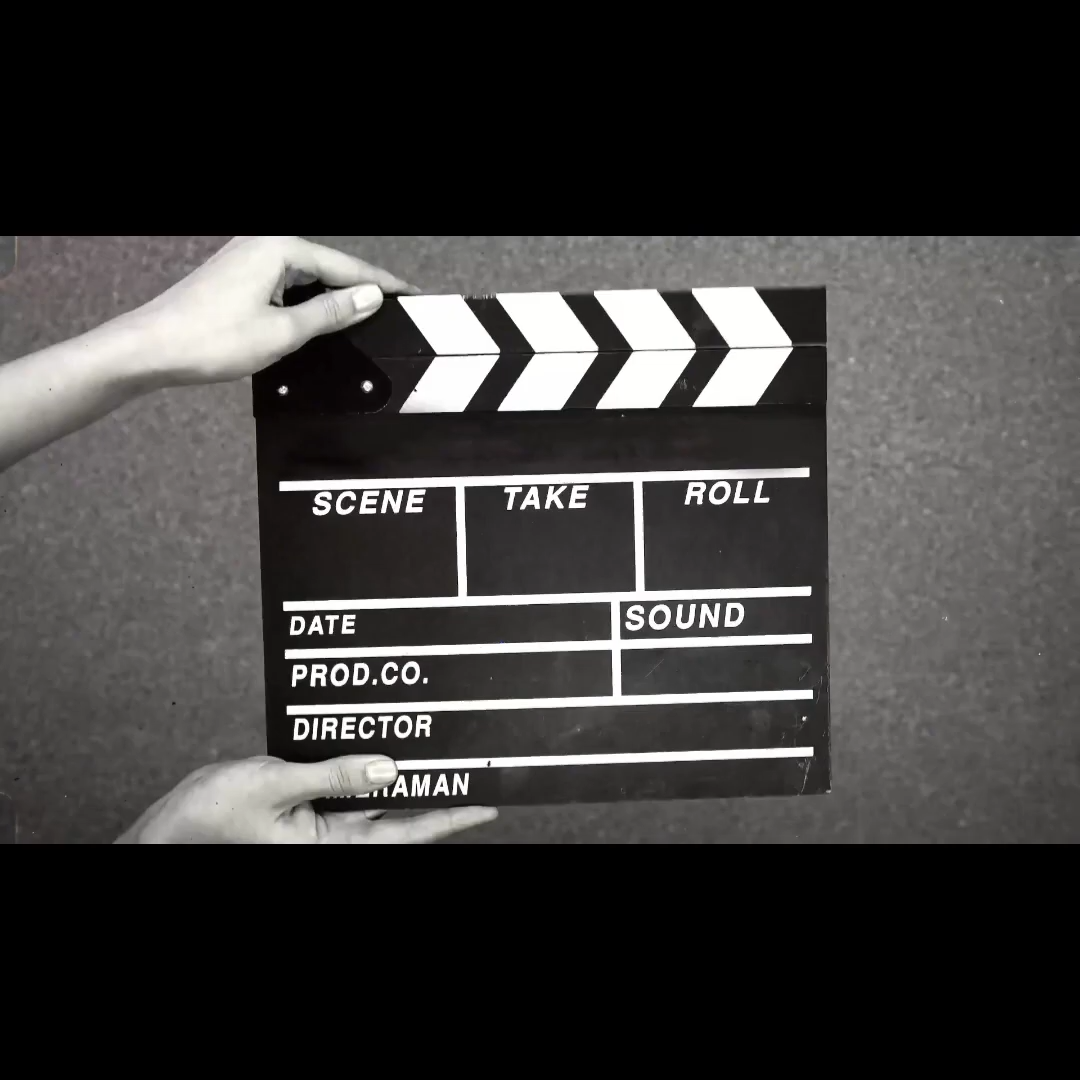 SCENE TAKE ROLL
DATE SOUND
PROD.CO.
DIRECTOR